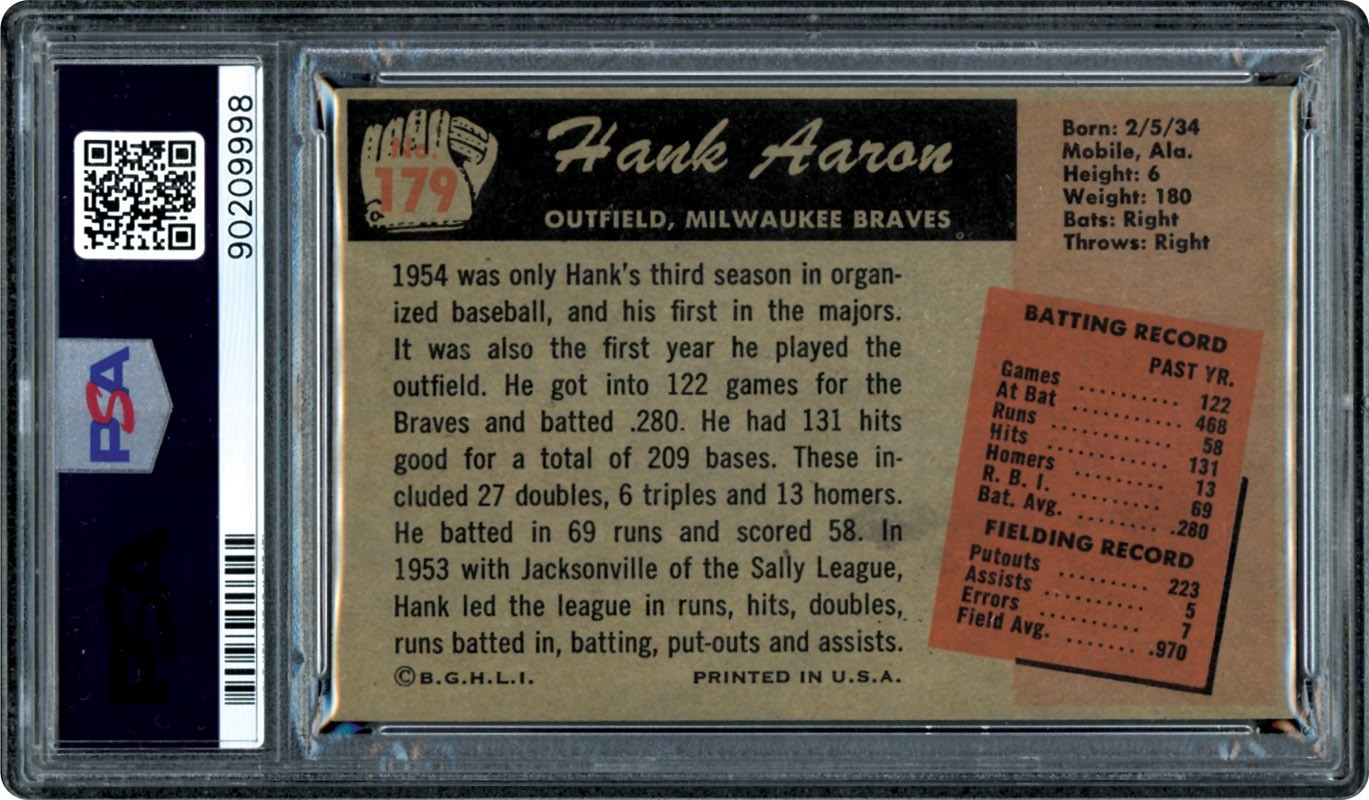 90209998
PSA
PSA
No.
179
Hank Aaron
OUTFIELD, MILWAUKEE BRAVES
Born: 2/5/34
Mobile, Ala.
Height: 6
Weight: 180
Bats: Right
Throws: Right
1954 was only Hank's third season in organ-
ized baseball, and his first in the majors.
It was also the first year he played the
outfield. He got into 122 games for the
Braves and batted .280. He had 131 hits
good for a total of 209 bases. These in-
cluded 27 doubles, 6 triples and 13 homers.
He batted in 69 runs and scored 58. In
1953 with Jacksonville of the Sally League,
Hank led the league in runs, hits, doubles,
runs batted in, batting, put-outs and assists.
©B.G.H.L.I. PRINTED IN U.S.A.
BATTING RECORD
PAST YR.
Games .......... 122
At Bat .......... 468
Runs .......... 58
Hits .......... 131
Homers .......... 13
R. B. I. .......... 69
Bat. Avg. .......... .280
FIELDING RECORD
Putouts .......... 223
Assists .......... 5
Errors .......... 7
Field Avg. .......... .970